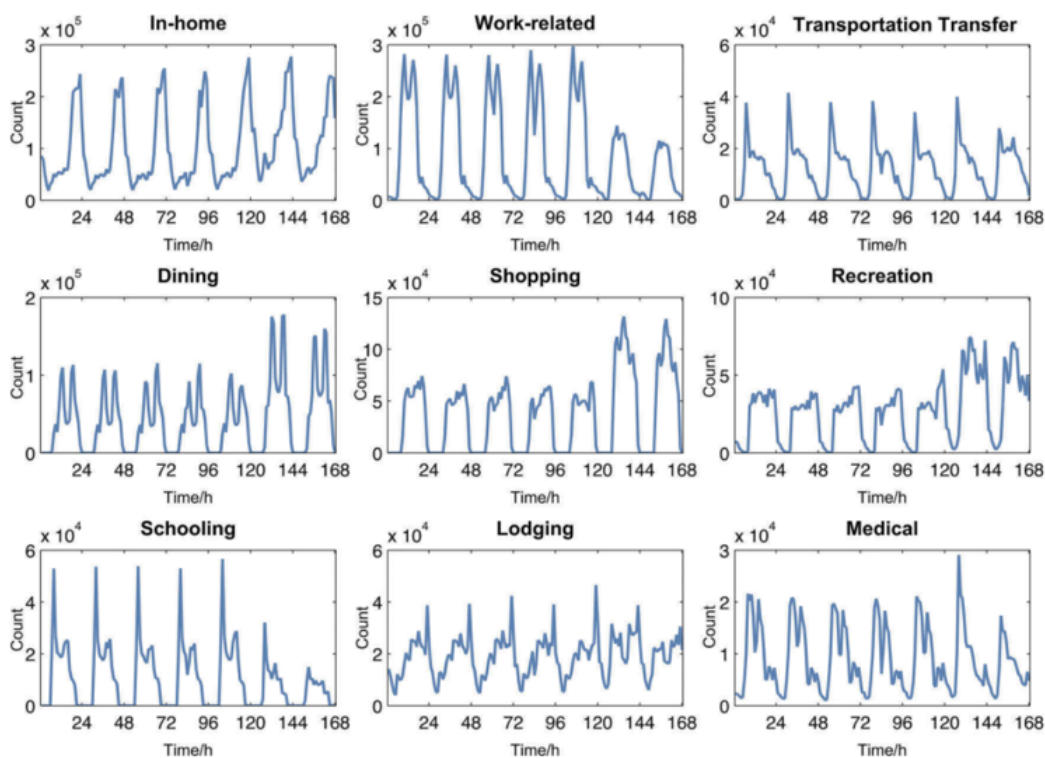 In-home
x 10^5
3
2
1
0
Count
24 48 72 96 120 144 168
Time/h
Work-related
x 10^5
3
2
1
0
Count
24 48 72 96 120 144 168
Time/h
Transportation Transfer
x 10^4
6
4
2
0
Count
24 48 72 96 120 144 168
Time/h
Dining
x 10^5
2
1
0
Count
24 48 72 96 120 144 168
Time/h
Shopping
x 10^4
15
10
5
0
Count
24 48 72 96 120 144 168
Time/h
Recreation
x 10^4
10
5
0
Count
24 48 72 96 120 144 168
Time/h
Schooling
x 10^4
6
4
2
0
Count
24 48 72 96 120 144 168
Time/h
Lodging
x 10^4
6
4
2
0
Count
24 48 72 96 120 144 168
Time/h
Medical
x 10^4
3
2
1
0
Count
24 48 72 96 120 144 168
Time/h